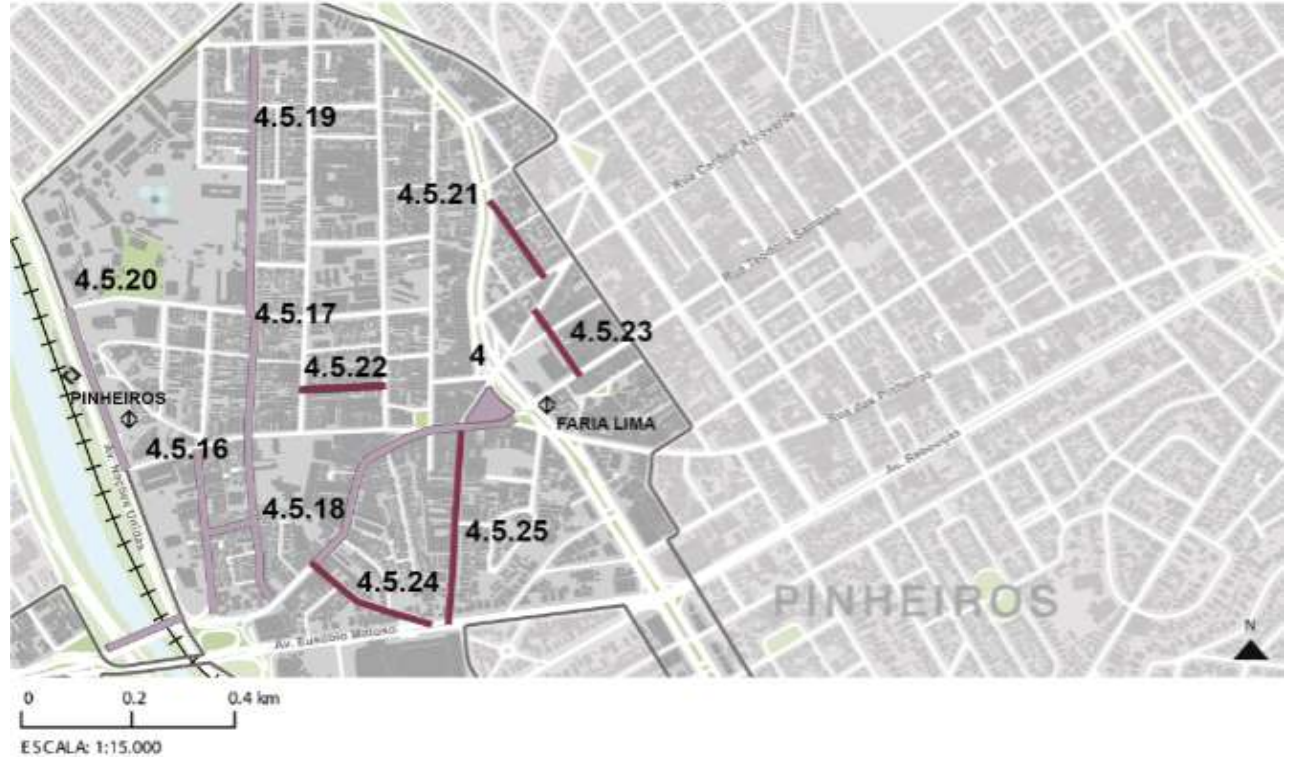 4.5.19
Rua Cardeal Arcoverde
4.5.21
Rua Teodoro Sampaio
4.5.20
4.5.17
4.5.23
4
4.5.22
PINHEIROS
FARIA LIMA
Rua dos Pinheiros
4.5.16
Av. Rebouças
Av. Nações Unidas
4.5.18
4.5.25
4.5.24
PINHEIROS
Av. Eusébio Matoso
N
0 0.2 0.4 km
ESCALA: 1:15.000